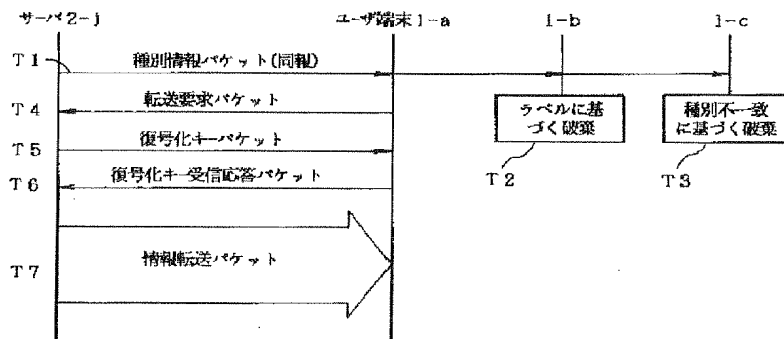 サーバ2-j
ユーザ端末1-a
1-b
1-c
T1
種別情報パケット(同報)
T4
転送要求パケット
ラベルに基
づく破棄
種別不一致
に基づく破棄
T5
復号化キーパケット
T2
T3
T6
復号化キー受信応答パケット
T7
情報転送パケット